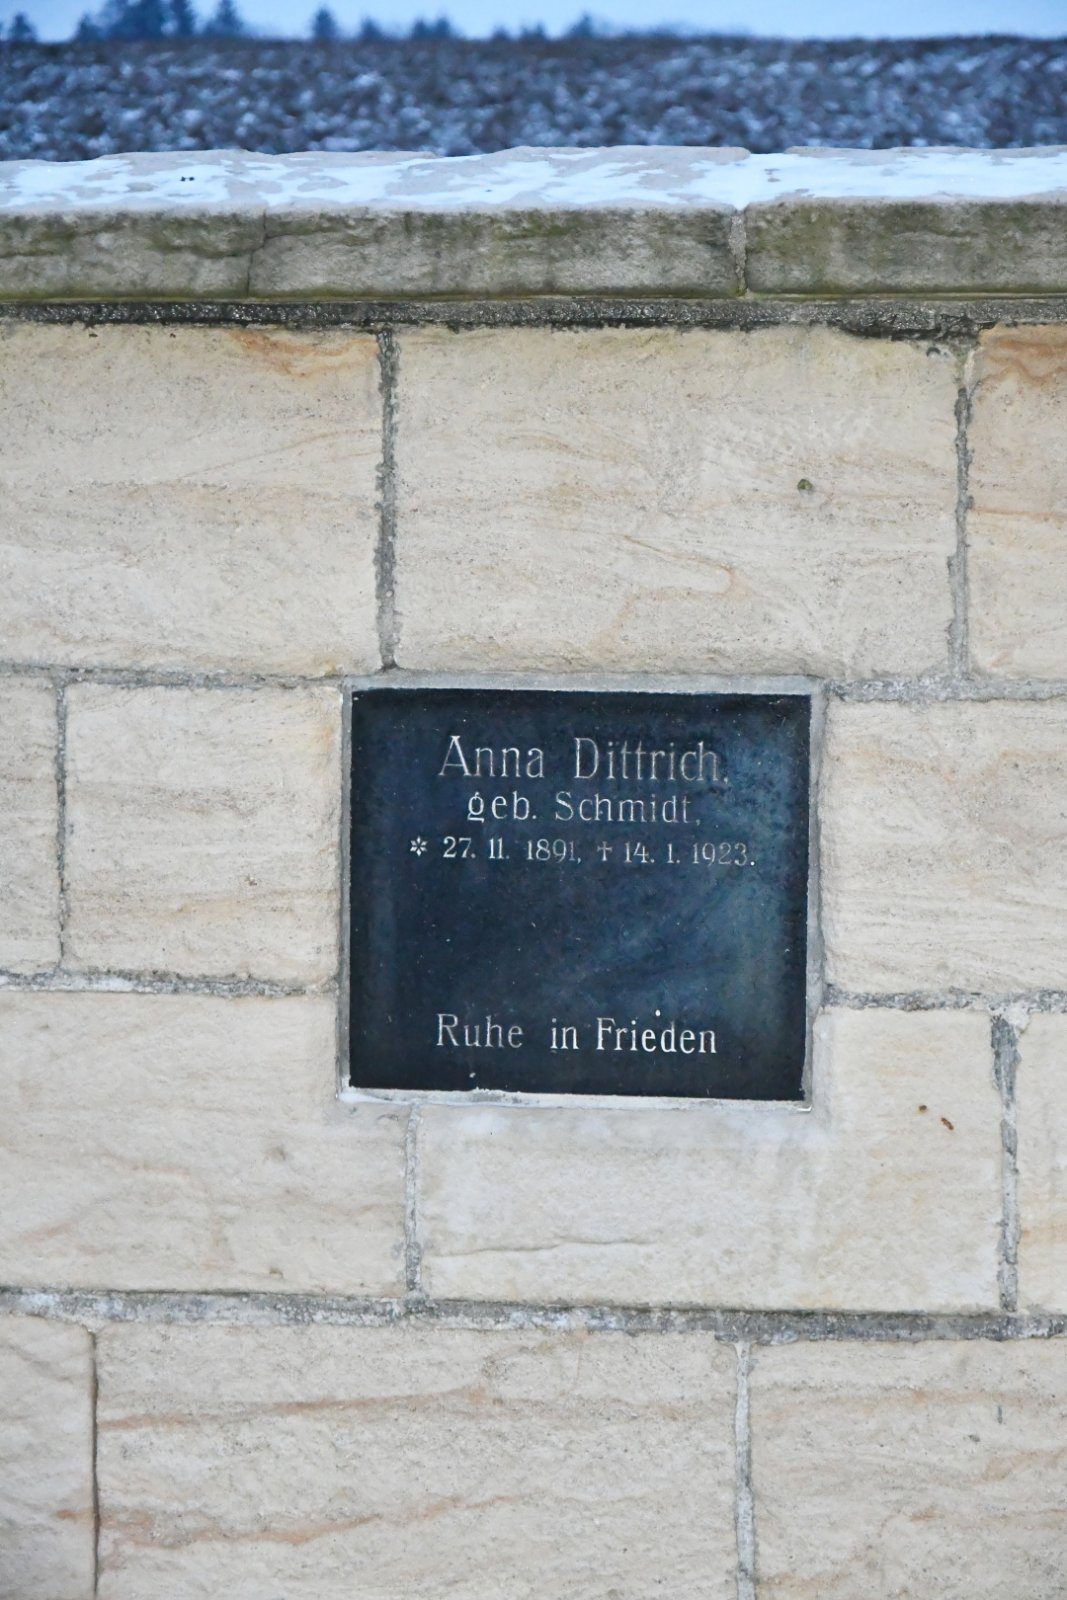 Anna Dittrich,
geb. Schmidt,
* 27. 11. 1891, † 14. 1. 1923.
Ruhe in Frieden